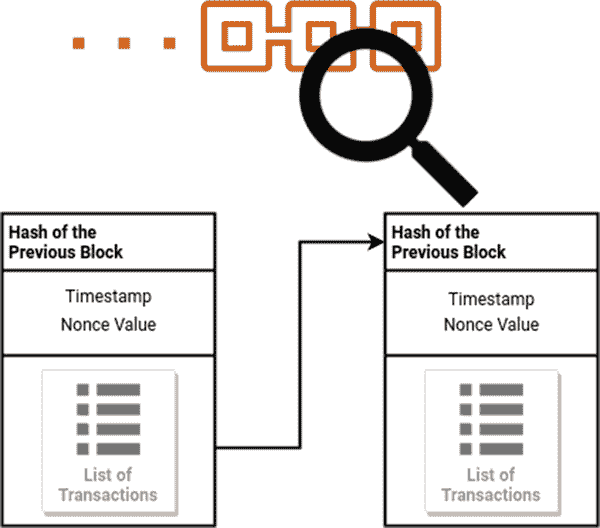 Hash of the
Previous Block
Timestamp
Nonce Value
List of
Transactions
Hash of the
Previous Block
Timestamp
Nonce Value
List of
Transactions